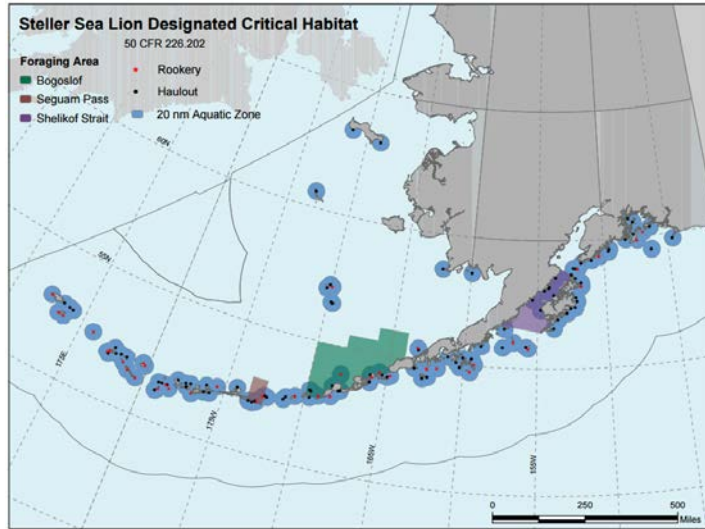 Steller Sea Lion Designated Critical Habitat
50 CFR 226.202
Foraging Area
Bogoslof
Seguam Pass
Shelikof Strait
Rookery
Haulout
20 nm Aquatic Zone
60N
55N
175E
175W
165W
155W
0
250
500
Miles